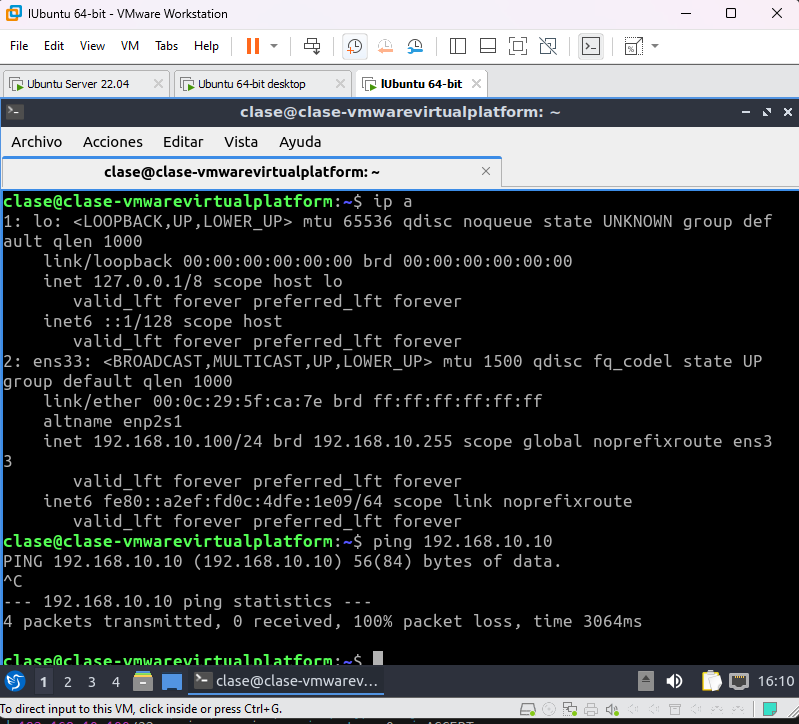 lUbuntu 64-bit - VMware Workstation
File Edit View VM Tabs Help
Ubuntu Server 22.04
Ubuntu 64-bit desktop
lUbuntu 64-bit
clase@clase-vmwarevirtualplatform: ~
Archivo Acciones Editar Vista Ayuda
clase@clase-vmwarevirtualplatform: ~
clase@clase-vmwarevirtualplatform:~$ ip a
1: lo: <LOOPBACK,UP,LOWER_UP> mtu 65536 qdisc noqueue state UNKNOWN group def
ault qlen 1000
link/loopback 00:00:00:00:00:00 brd 00:00:00:00:00:00
inet 127.0.0.1/8 scope host lo
valid_lft forever preferred_lft forever
inet6 ::1/128 scope host
valid_lft forever preferred_lft forever
2: ens33: <BROADCAST,MULTICAST,UP,LOWER_UP> mtu 1500 qdisc fq_codel state UP
group default qlen 1000
link/ether 00:0c:29:5f:ca:7e brd ff:ff:ff:ff:ff:ff
altname enp2s1
inet 192.168.10.100/24 brd 192.168.10.255 scope global noprefixroute ens3
3
valid_lft forever preferred_lft forever
inet6 fe80::a2ef:fd0c:4dfe:1e09/64 scope link noprefixroute
valid_lft forever preferred_lft forever
clase@clase-vmwarevirtualplatform:~$ ping 192.168.10.10
PING 192.168.10.10 (192.168.10.10) 56(84) bytes of data.
^C
--- 192.168.10.10 ping statistics ---
4 packets transmitted, 0 received, 100% packet loss, time 3064ms
clase@clase-vmwarevirtualplatform:~$
1 2 3 4 clase@clase-vmwarev... 16:10
To direct input to this VM, click inside or press Ctrl+G.